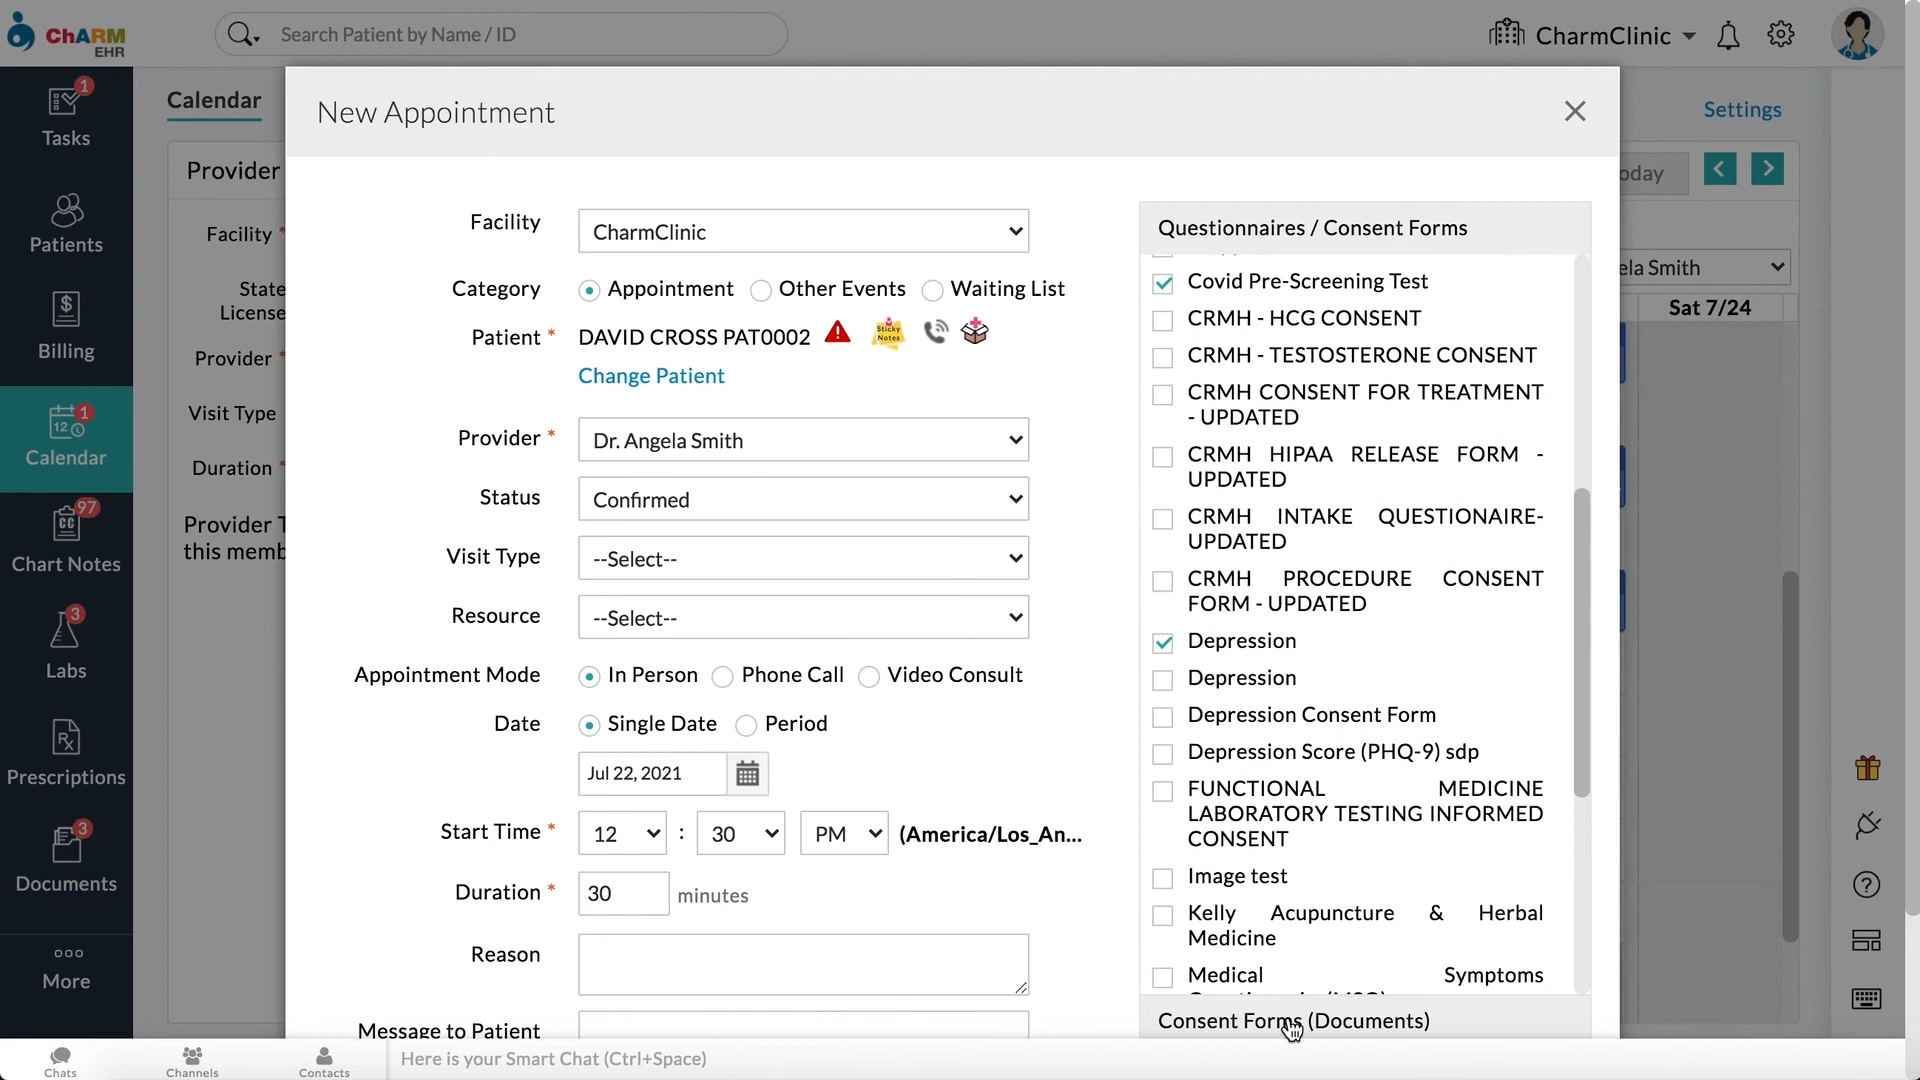 ChARM
EHR
Search Patient by Name / ID
CharmClinic
1
Tasks
Patients
Billing
1
12
Calendar
97
CC
Chart Notes
3
Labs
Rx
Prescriptions
3
Documents
More
Calendar
Settings
Provider
Facility *
State
License
Provider *
Visit Type
Duration *
Provider T
this memb
oday
ela Smith
Sat 7/24
New Appointment
Facility
CharmClinic
Category
Appointment
Other Events
Waiting List
Patient *
DAVID CROSS PAT0002
Sticky
Notes
Change Patient
Provider *
Dr. Angela Smith
Status
Confirmed
Visit Type
--Select--
Resource
--Select--
Appointment Mode
In Person
Phone Call
Video Consult
Date
Single Date
Period
Jul 22, 2021
Start Time *
12 : 30 PM (America/Los_An...
Duration *
30 minutes
Reason
Message to Patient
Questionnaires / Consent Forms
Covid Pre-Screening Test
CRMH - HCG CONSENT
CRMH - TESTOSTERONE CONSENT
CRMH CONSENT FOR TREATMENT
- UPDATED
CRMH HIPAA RELEASE FORM -
UPDATED
CRMH INTAKE QUESTIONAIRE-
UPDATED
CRMH PROCEDURE CONSENT
FORM - UPDATED
Depression
Depression
Depression Consent Form
Depression Score (PHQ-9) sdp
FUNCTIONAL MEDICINE
LABORATORY TESTING INFORMED
CONSENT
Image test
Kelly Acupuncture & Herbal
Medicine
Medical Symptoms
Consent Forms (Documents)
Chats
Channels
Contacts
Here is your Smart Chat (Ctrl+Space)